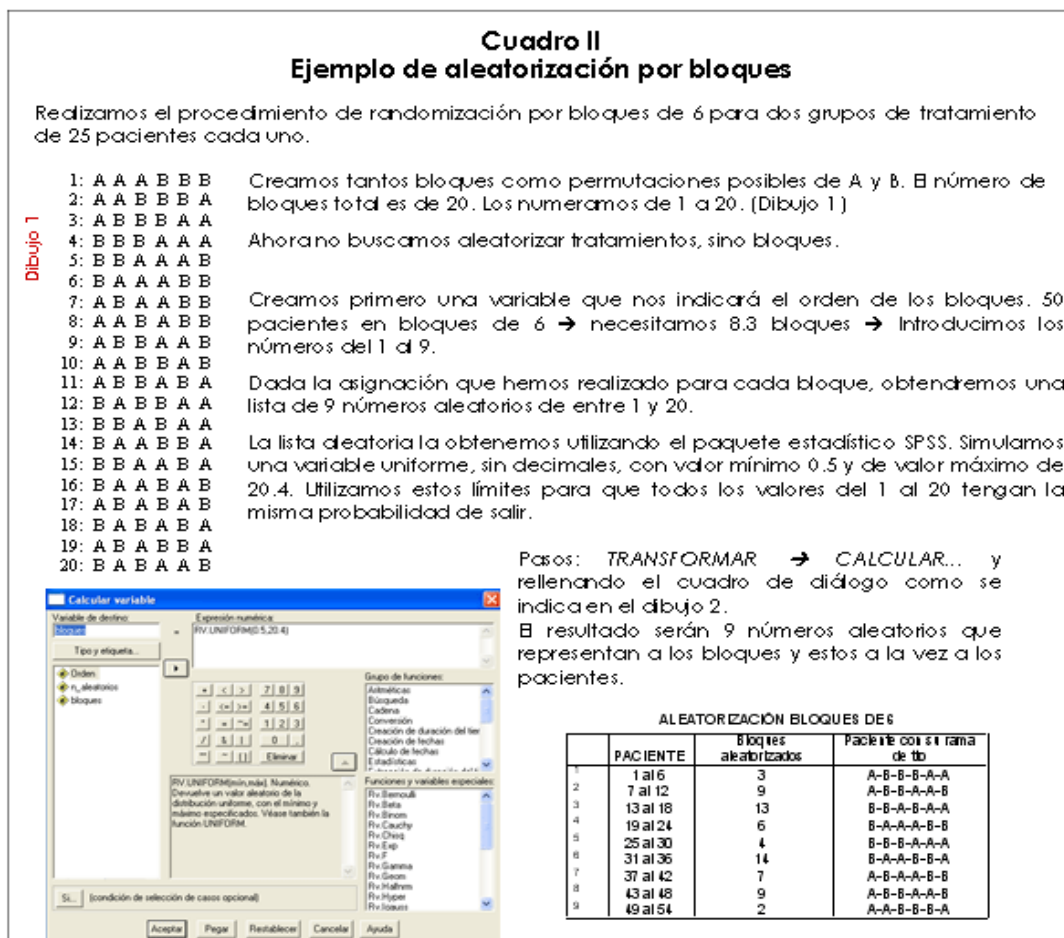 Cuadro II
Ejemplo de aleatorización por bloques
Realizamos el procedimiento de randomización por bloques de 6 para dos grupos de tratamiento
de 25 pacientes cada uno.
Dibujo 1
1: A A A B B B
2: A A B B B A
3: A B B B A A
4: B B B A A A
5: B B A A A B
6: B A A A B B
7: A B A A B B
8: A A B A B B
9: A B B A A B
10: A A B B A B
11: A B B A B A
12: B A B B A A
13: B B A B A A
14: B A A B B A
15: B B A A B A
16: B A A B A B
17: A B A B A B
18: B A B A B A
19: A B A B B A
20: B A B A A B
Creamos tantos bloques como permutaciones posibles de A y B. El número de
bloques total es de 20. Los numeramos de 1 a 20. (Dibujo 1)
Ahora no buscamos aleatorizar tratamientos, sino bloques.
Creamos primero una variable que nos indicará el orden de los bloques. 50
pacientes en bloques de 6 → necesitamos 8.3 bloques → Introducimos los
números del 1 al 9.
Dada la asignación que hemos realizado para cada bloque, obtendremos una
lista de 9 números aleatorios de entre 1 y 20.
La lista aleatoria la obtenemos utilizando el paquete estadístico SPSS. Simulamos
una variable uniforme, sin decimales, con valor mínimo 0.5 y de valor máximo de
20.4. Utilizamos estos límites para que todos los valores del 1 al 20 tengan la
misma probabilidad de salir.
Pasos: TRANSFORMAR → CALCULAR... y
rellenando el cuadro de diálogo como se
indica en el dibujo 2.
El resultado serán 9 números aleatorios que
representan a los bloques y estos a la vez a los
pacientes.
Calcular variable
Variable de destino:
bloques
=
Expresión numérica:
RV.UNIFORM(0.5,20.4)
Tipo y etiqueta...
Orden
n_aleatorios
bloques
+ < > 7 8 9
- <= >= 4 5 6
* = ~= 1 2 3
/ & | 0 .
** ~ () Eliminar
Grupo de funciones:
Aritméticas
Búsqueda
Cadena
Conversión
Creación de duración del tier
Creación de fechas
Cálculo de fechas
Estadísticas
RV.UNIFORM(mín,máx). Numérico.
Devuelve un valor aleatorio de la
distribución uniforme, con el mínimo y
máximo especificados. Véase también la
función UNIFORM.
Funciones y variables especiales:
Rv.Bernoulli
Rv.Beta
Rv.Binom
Rv.Cauchy
Rv.Chisq
Rv.Exp
Rv.F
Rv.Gamma
Rv.Geom
Rv.Halfnrm
Rv.Hyper
Rv.Igauss
Si... (condición de selección de casos opcional)
Aceptar Pegar Restablecer Cancelar Ayuda
ALEATORIZACIÓN BLOQUES DE 6
PACIENTE Bloques aleatorizados Paciente con su rama de tto
1 1 al 6 3 A-B-B-B-A-A
2 7 al 12 9 A-B-B-A-A-B
3 13 al 18 13 B-B-A-B-A-A
4 19 al 24 6 B-A-A-A-B-B
5 25 al 30 4 B-B-B-A-A-A
6 31 al 36 14 B-A-A-B-B-A
7 37 al 42 7 A-B-A-A-B-B
8 43 al 48 9 A-B-B-A-A-B
9 49 al 54 2 A-A-B-B-B-A